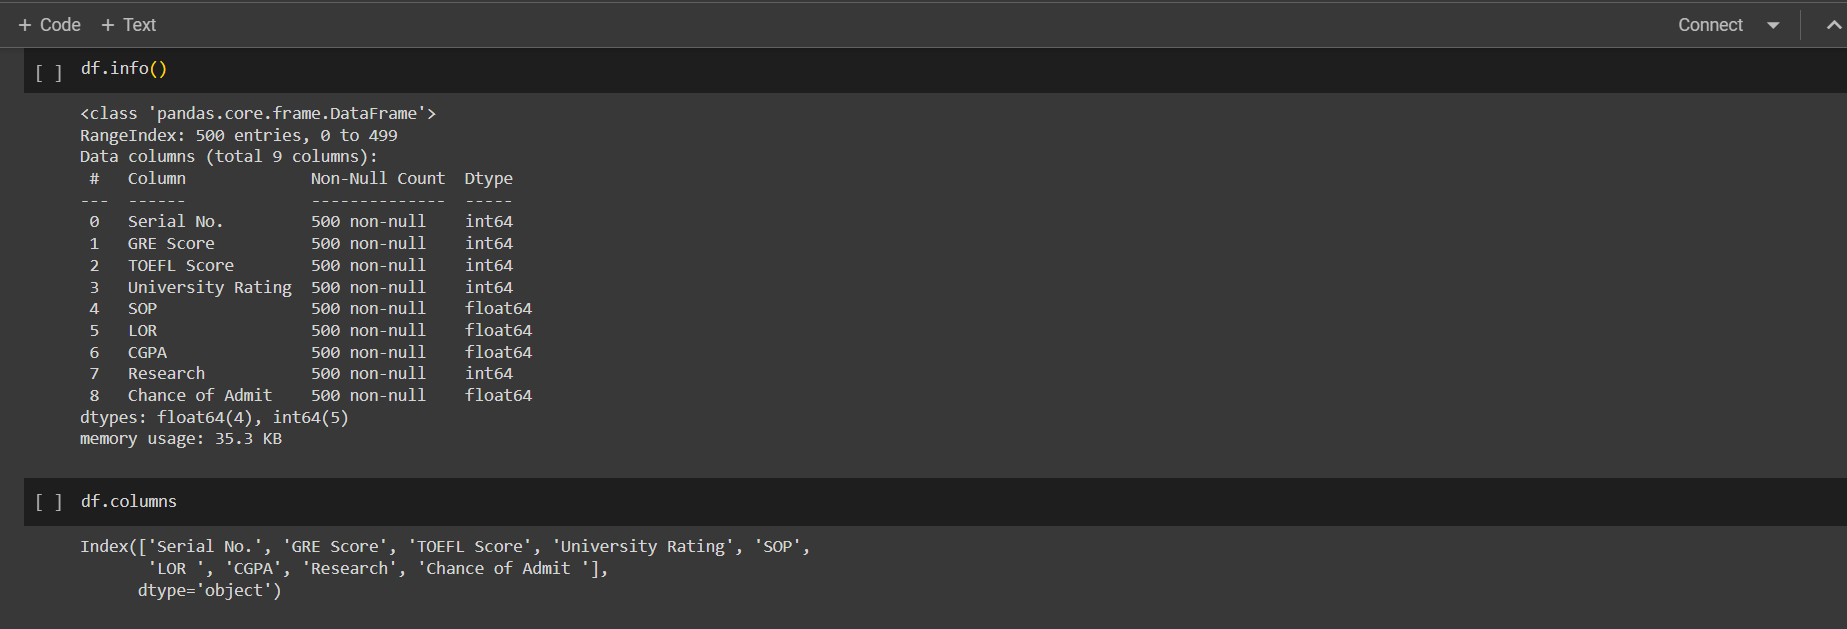 + Code + Text Connect
[ ] df.info()
<class 'pandas.core.frame.DataFrame'>
RangeIndex: 500 entries, 0 to 499
Data columns (total 9 columns):
 #   Column             Non-Null Count  Dtype
---  ------             --------------  -----
 0   Serial No.         500 non-null    int64
 1   GRE Score          500 non-null    int64
 2   TOEFL Score        500 non-null    int64
 3   University Rating  500 non-null    int64
 4   SOP                500 non-null    float64
 5   LOR                500 non-null    float64
 6   CGPA               500 non-null    float64
 7   Research           500 non-null    int64
 8   Chance of Admit    500 non-null    float64
dtypes: float64(4), int64(5)
memory usage: 35.3 KB
[ ] df.columns
Index(['Serial No.', 'GRE Score', 'TOEFL Score', 'University Rating', 'SOP',
       'LOR ', 'CGPA', 'Research', 'Chance of Admit '],
      dtype='object')